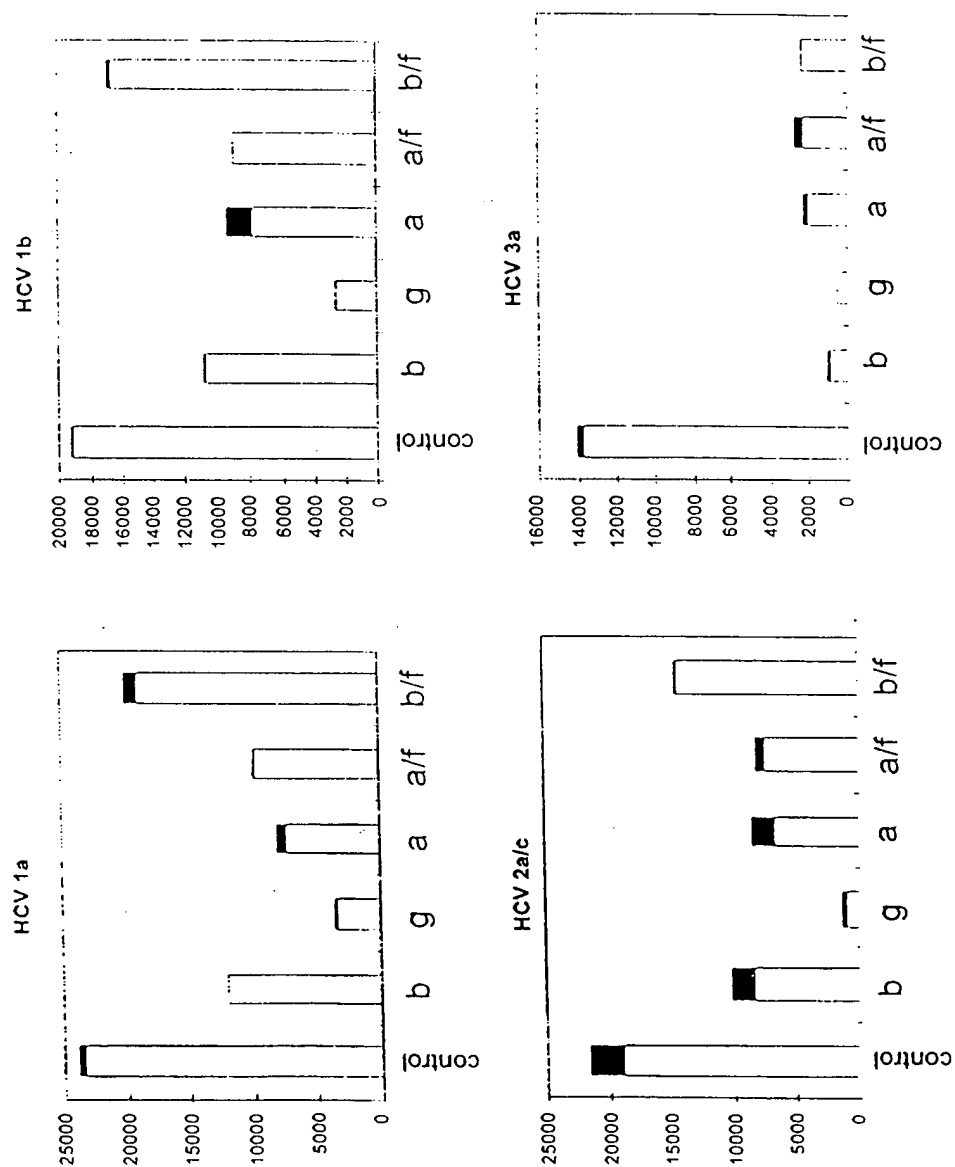 HCV 1a
25000
20000
15000
10000
5000
0
control
b
g
a
a/f
b/f
HCV 1b
20000
18000
16000
14000
12000
10000
8000
6000
4000
2000
0
control
b
g
a
a/f
b/f
HCV 2a/c
25000
20000
15000
10000
5000
0
control
b
g
a
a/f
b/f
HCV 3a
16000
14000
12000
10000
8000
6000
4000
2000
0
control
b
g
a
a/f
b/f